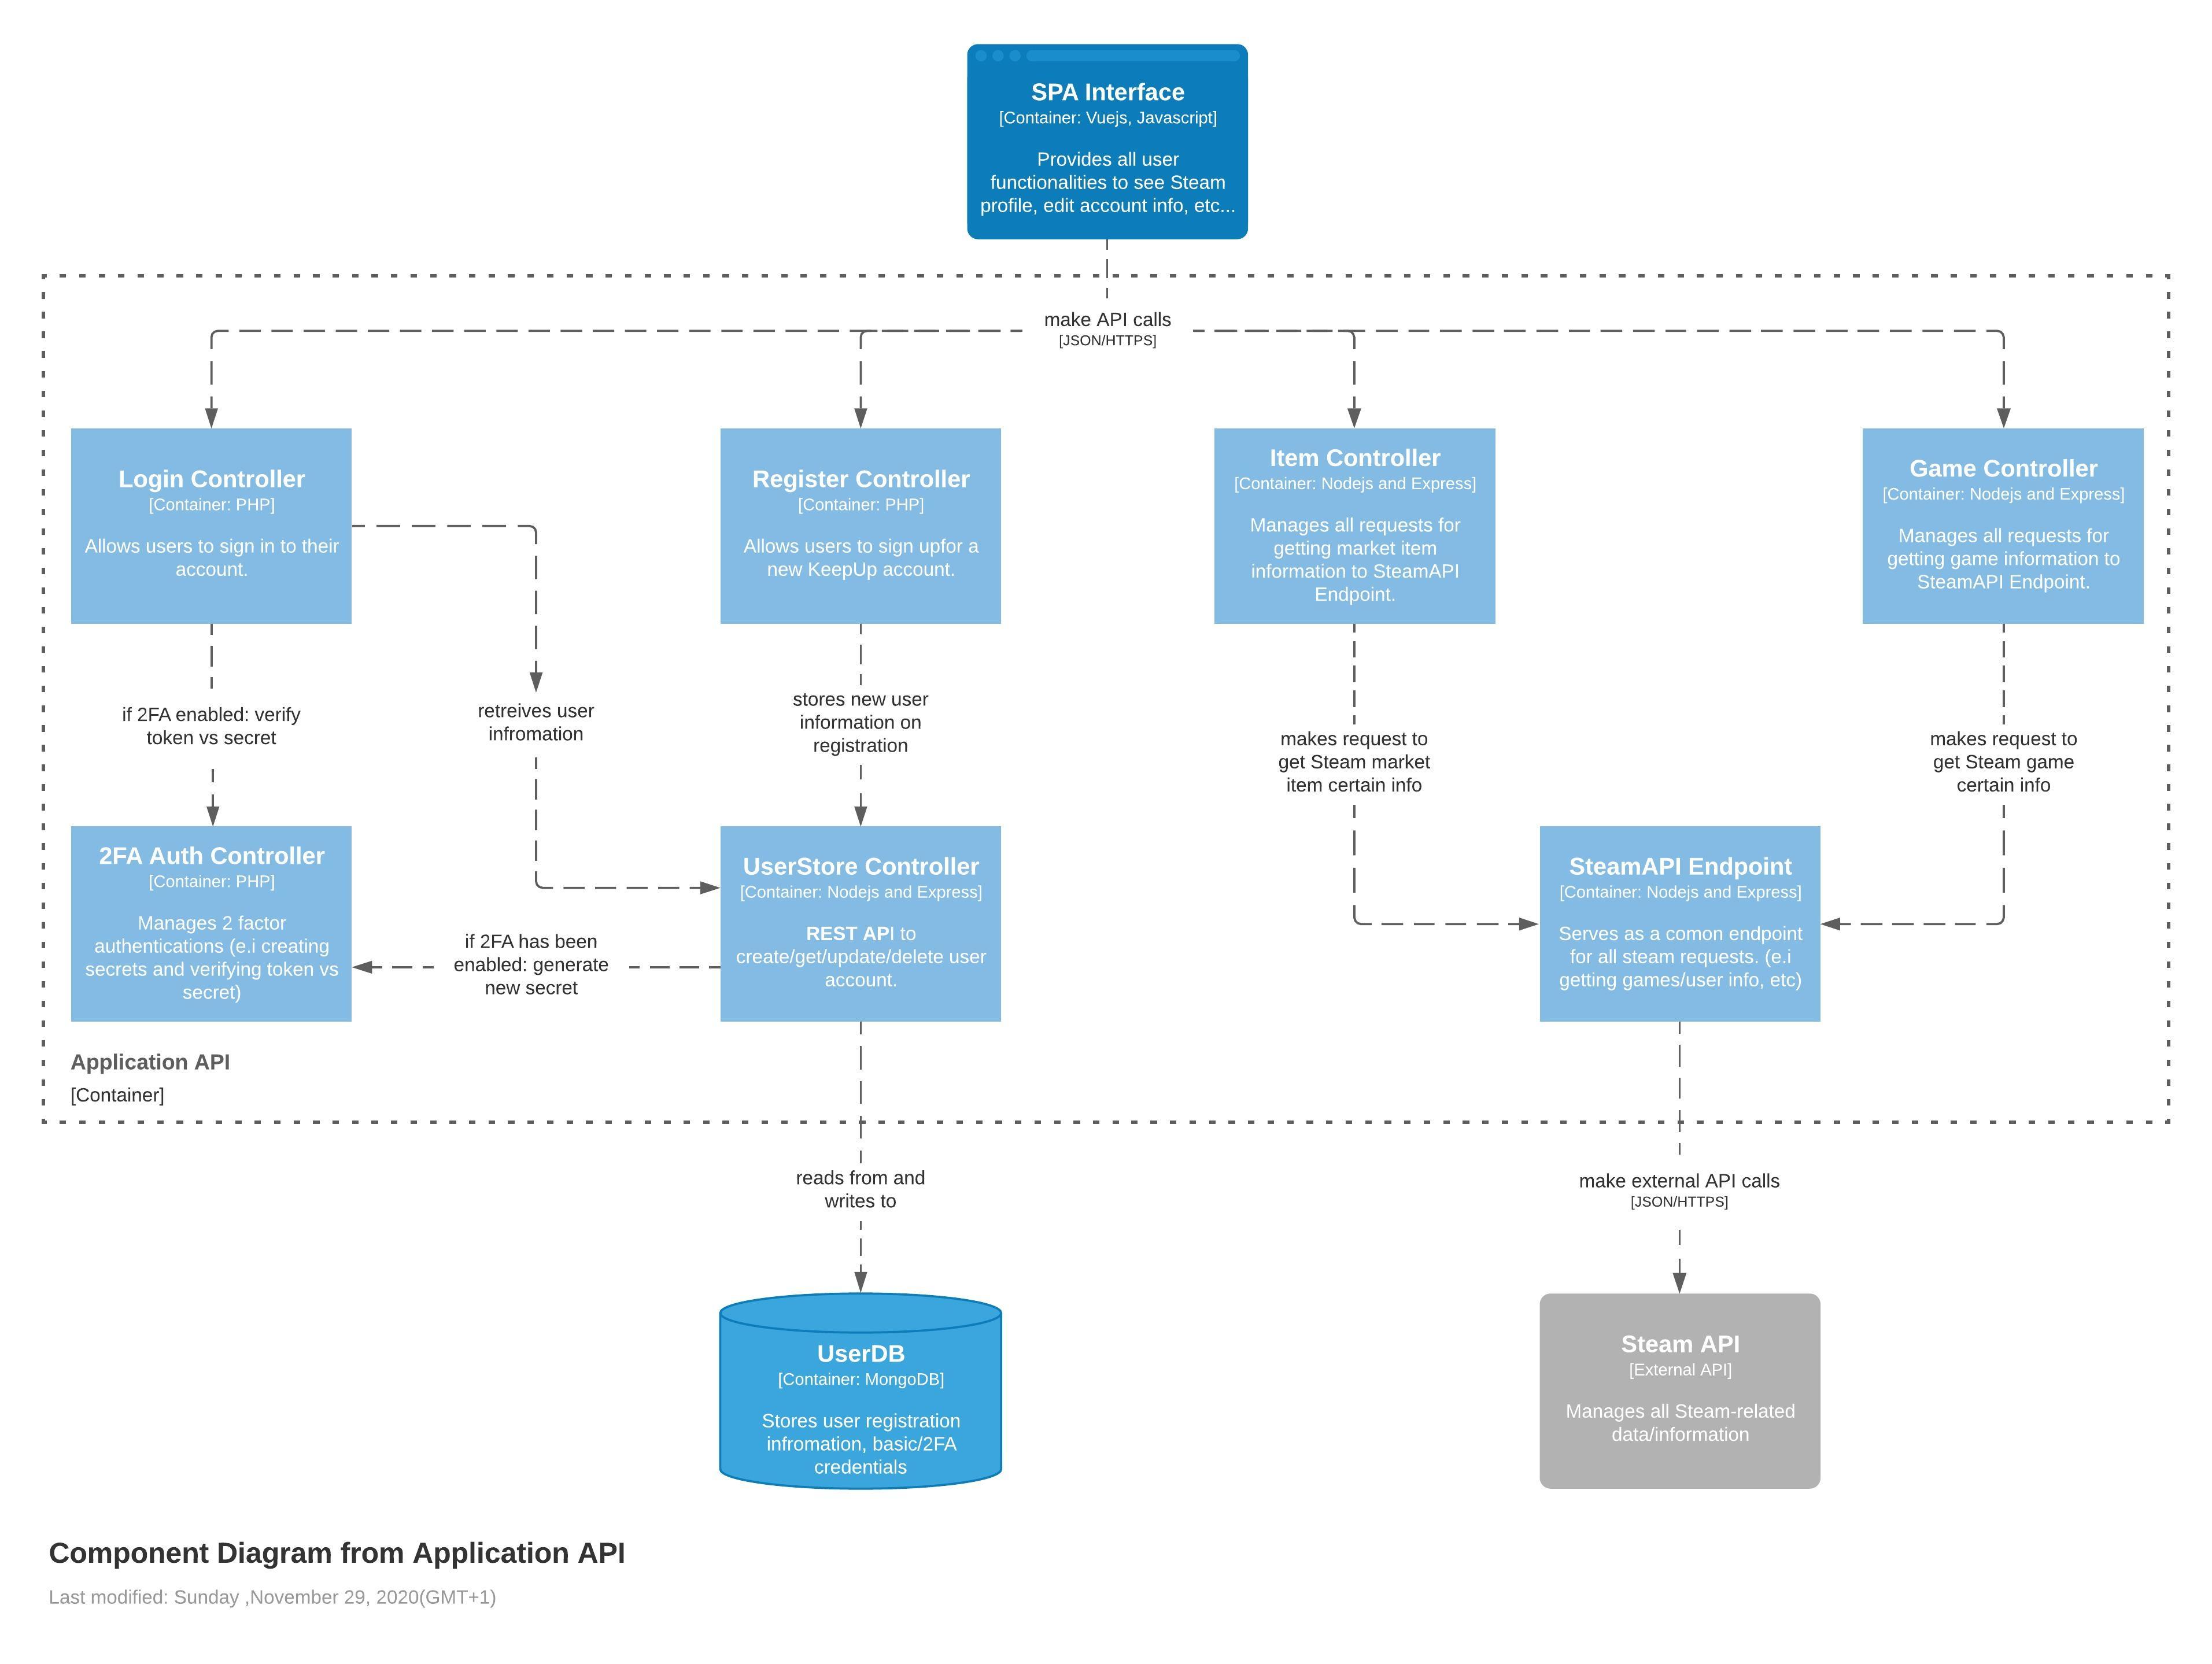 SPA Interface
[Container: Vuejs, Javascript]
Provides all user
functionalities to see Steam
profile, edit account info, etc...
make API calls
[JSON/HTTPS]
Login Controller
[Container: PHP]
Allows users to sign in to their
account.
Register Controller
[Container: PHP]
Allows users to sign upfor a
new KeepUp account.
Item Controller
[Container: Nodejs and Express]
Manages all requests for
getting market item
information to SteamAPI
Endpoint.
Game Controller
[Container: Nodejs and Express]
Manages all requests for
getting game information to
SteamAPI Endpoint.
if 2FA enabled: verify
token vs secret
retreives user
infromation
stores new user
information on
registration
makes request to
get Steam market
item certain info
makes request to
get Steam game
certain info
2FA Auth Controller
[Container: PHP]
Manages 2 factor
authentications (e.i creating
secrets and verifying token vs
secret)
if 2FA has been
enabled: generate
new secret
UserStore Controller
[Container: Nodejs and Express]
REST API to
create/get/update/delete user
account.
SteamAPI Endpoint
[Container: Nodejs and Express]
Serves as a comon endpoint
for all steam requests. (e.i
getting games/user info, etc)
Application API
[Container]
reads from and
writes to
make external API calls
[JSON/HTTPS]
UserDB
[Container: MongoDB]
Stores user registration
infromation, basic/2FA
credentials
Steam API
[External API]
Manages all Steam-related
data/information
Component Diagram from Application API
Last modified: Sunday ,November 29, 2020(GMT+1)